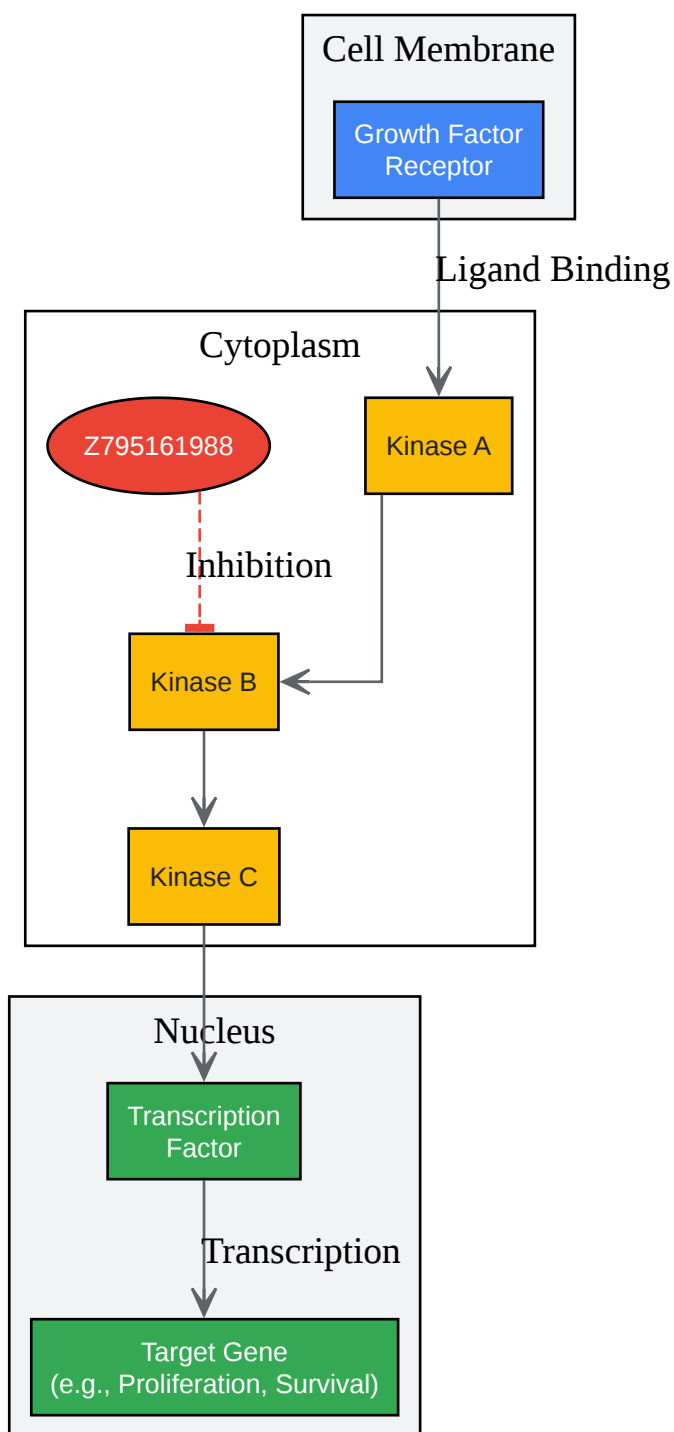 Cell Membrane
Growth Factor
Receptor
Ligand Binding
Cytoplasm
Z795161988
Kinase A
Inhibition
Kinase B
Kinase C
Nucleus
Transcription
Factor
Transcription
Target Gene
(e.g., Proliferation, Survival)